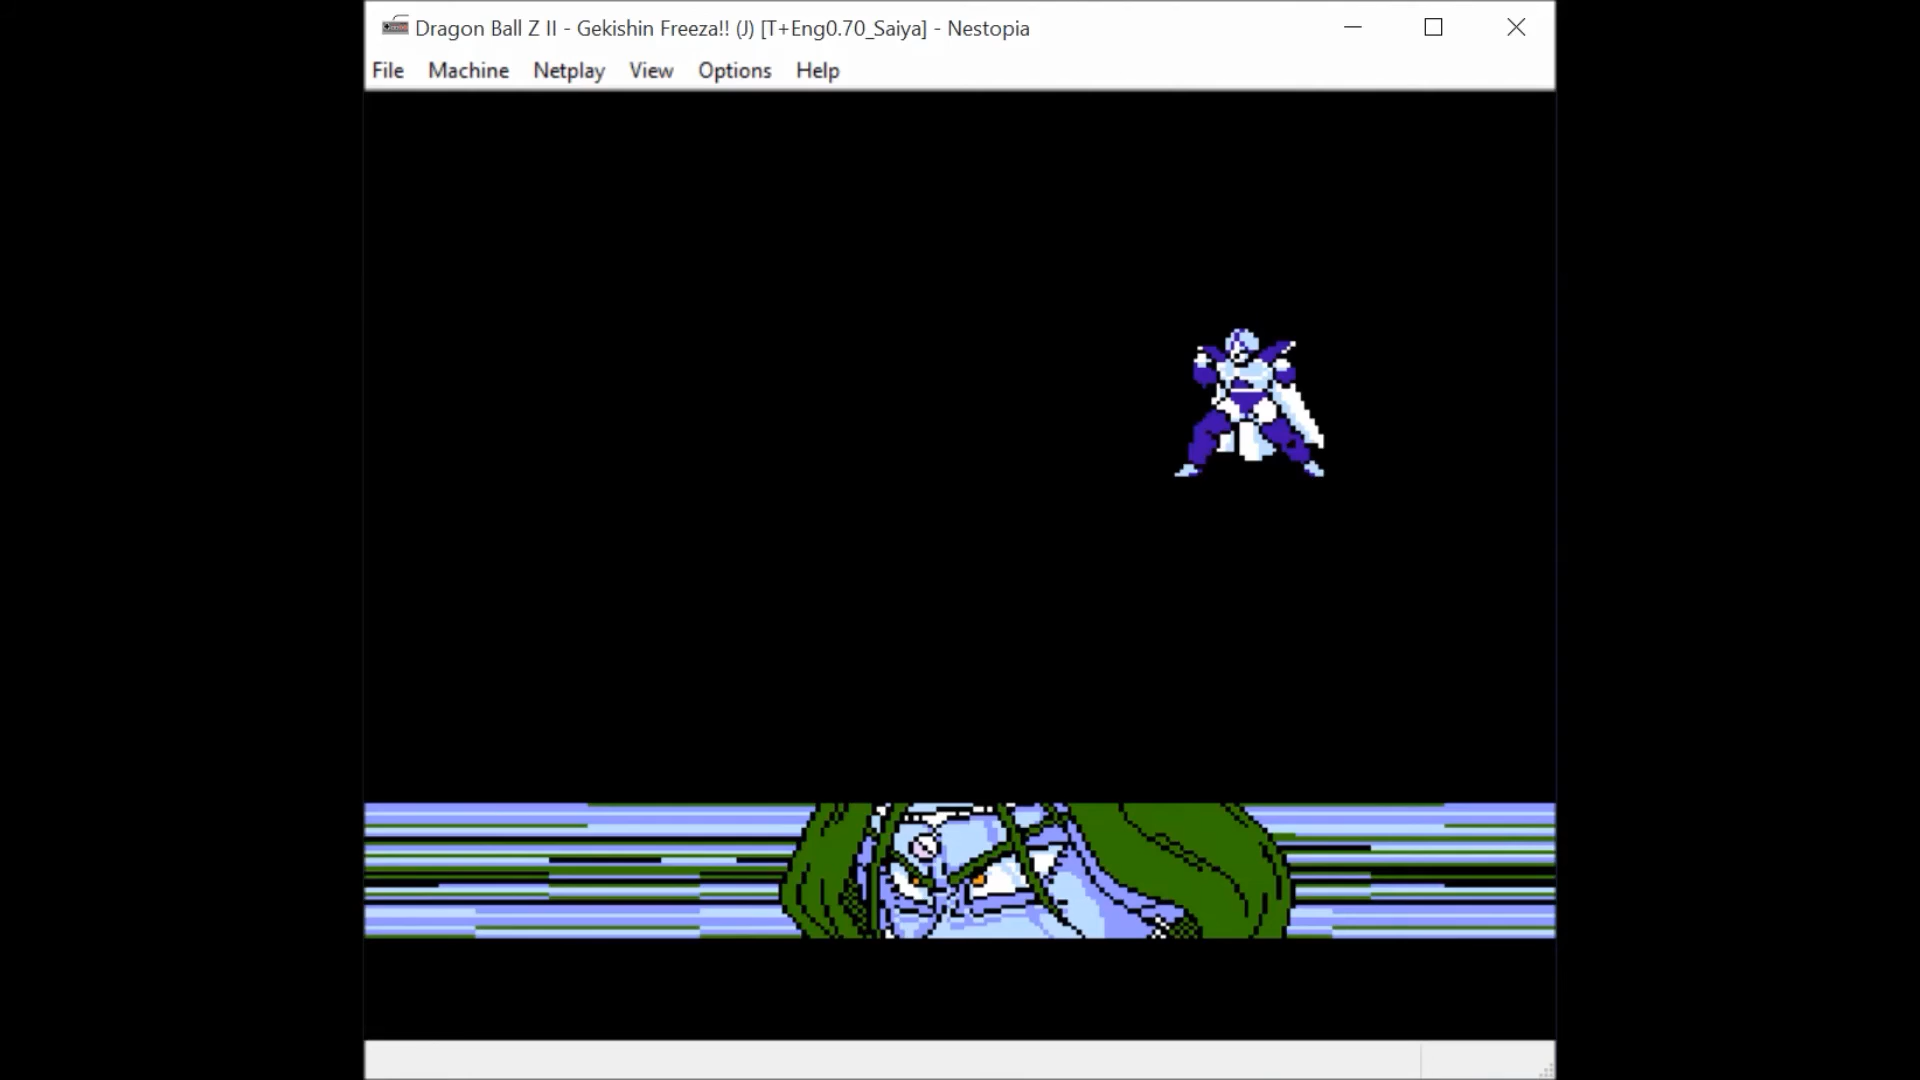 Dragon Ball Z II - Gekishin Freeza!! (J) [T+Eng0.70_Saiya] - Nestopia
File Machine Netplay View Options Help